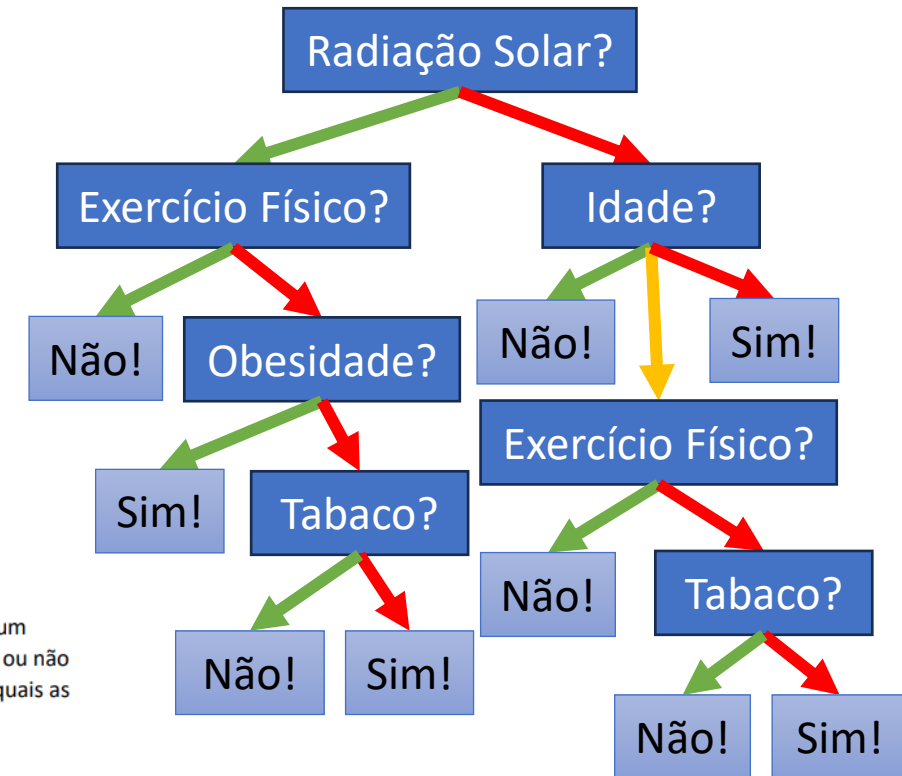 Radiação Solar?
Exercício Físico?
Idade?
Não!
Obesidade?
Não!
Sim!
Exercício Físico?
Sim!
Tabaco?
Não!
Tabaco?
um
ou não
quais as
Não!
Sim!
Não!
Sim!